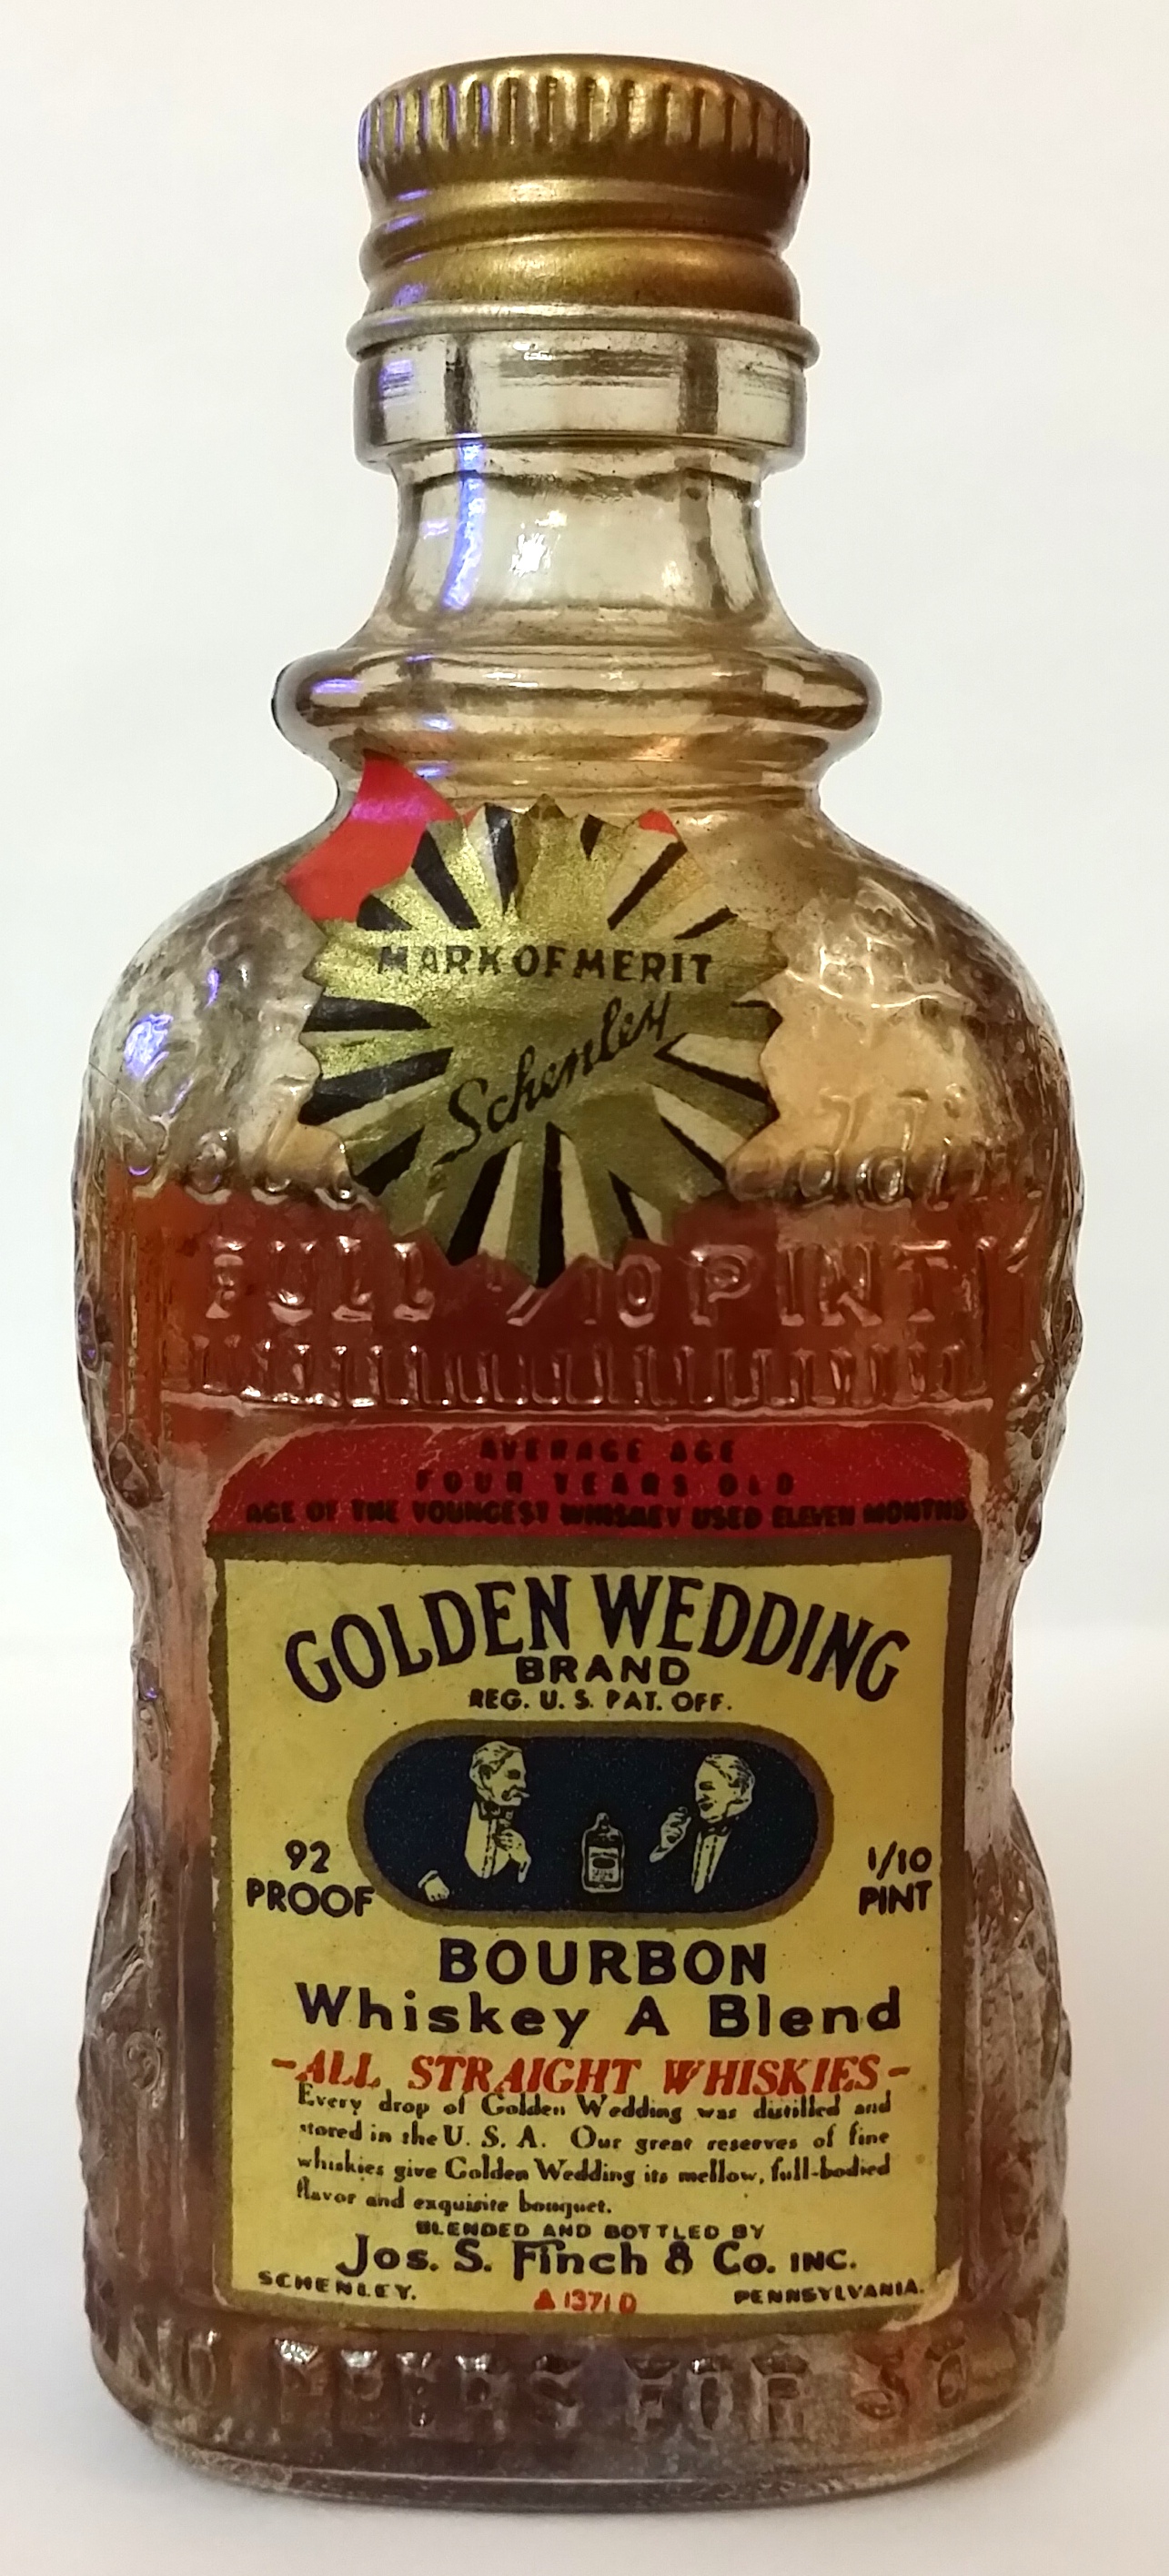 MARK OF MERIT
Schenley
FULL 1/10 PINT
AVERAGE AGE
FOUR YEARS OLD
AGE OF THE YOUNGEST WHISKEY USED ELEVEN MONTHS
GOLDEN WEDDING
BRAND
REG. U. S. PAT. OFF.
92
PROOF
1/10
PINT
BOURBON
Whiskey A Blend
-ALL STRAIGHT WHISKIES-
Every drop of Golden Wedding was distilled and
stored in the U. S. A. Our great reserves of fine
whiskies give Golden Wedding its mellow, full-bodied
flavor and exquisite bouquet.
BLENDED AND BOTTLED BY
Jos. S. Finch & Co. INC.
SCHENLEY, PENNSYLVANIA.
A 1371 D
NO PEERS FOR